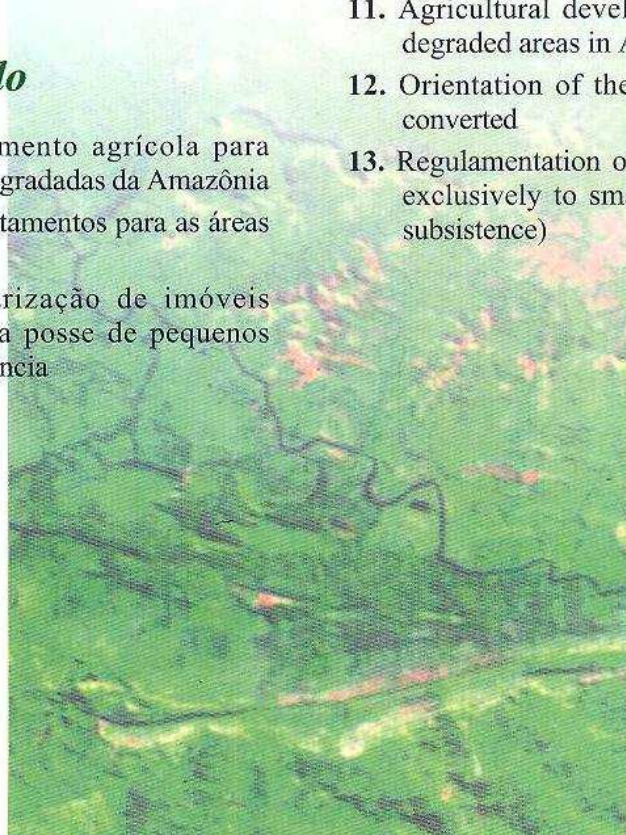 do
mento agrícola para
gradadas da Amazônia
tamentos para as áreas
rização de imóveis
a posse de pequenos
ncia
11. Agricultural devel
degraded areas in A
12. Orientation of the
converted
13. Regulamentation o
exclusively to sm
subsistence)